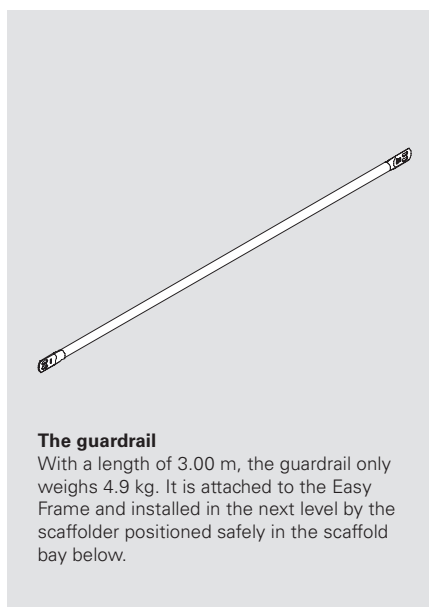 The guardrail
With a length of 3.00 m, the guardrail only
weighs 4.9 kg. It is attached to the Easy
Frame and installed in the next level by the
scaffolder positioned safely in the scaffold
bay below.